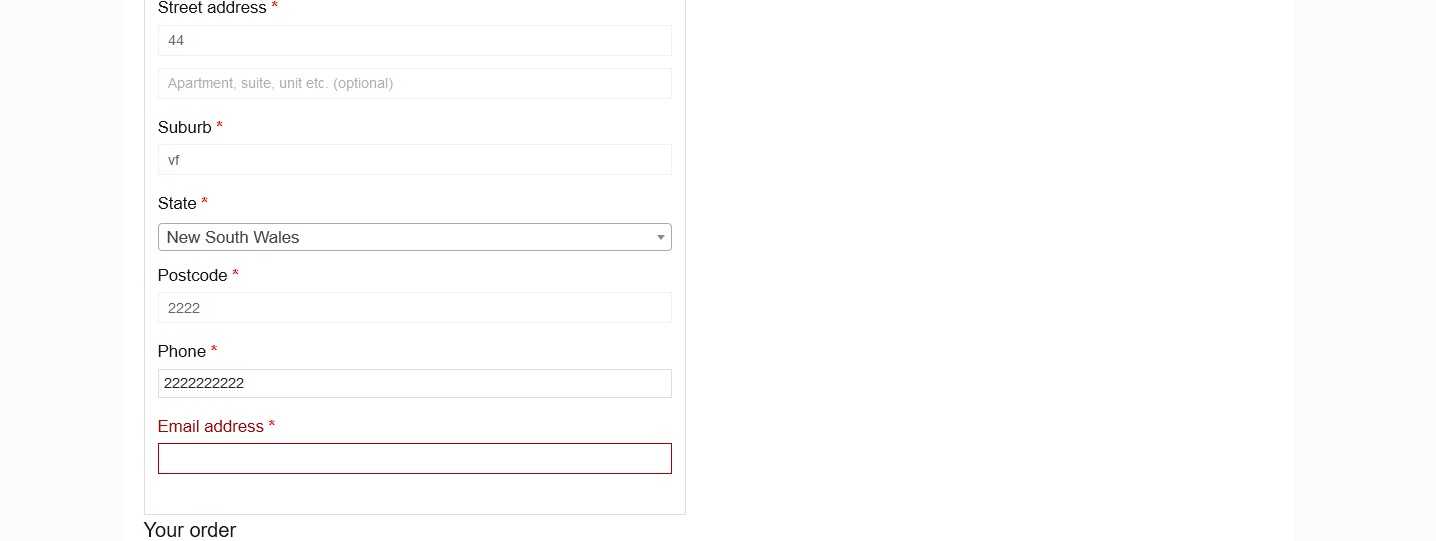 Street address *
44
Apartment, suite, unit etc. (optional)
Suburb *
vf
State *
New South Wales
Postcode *
2222
Phone *
2222222222
Email address *
Your order